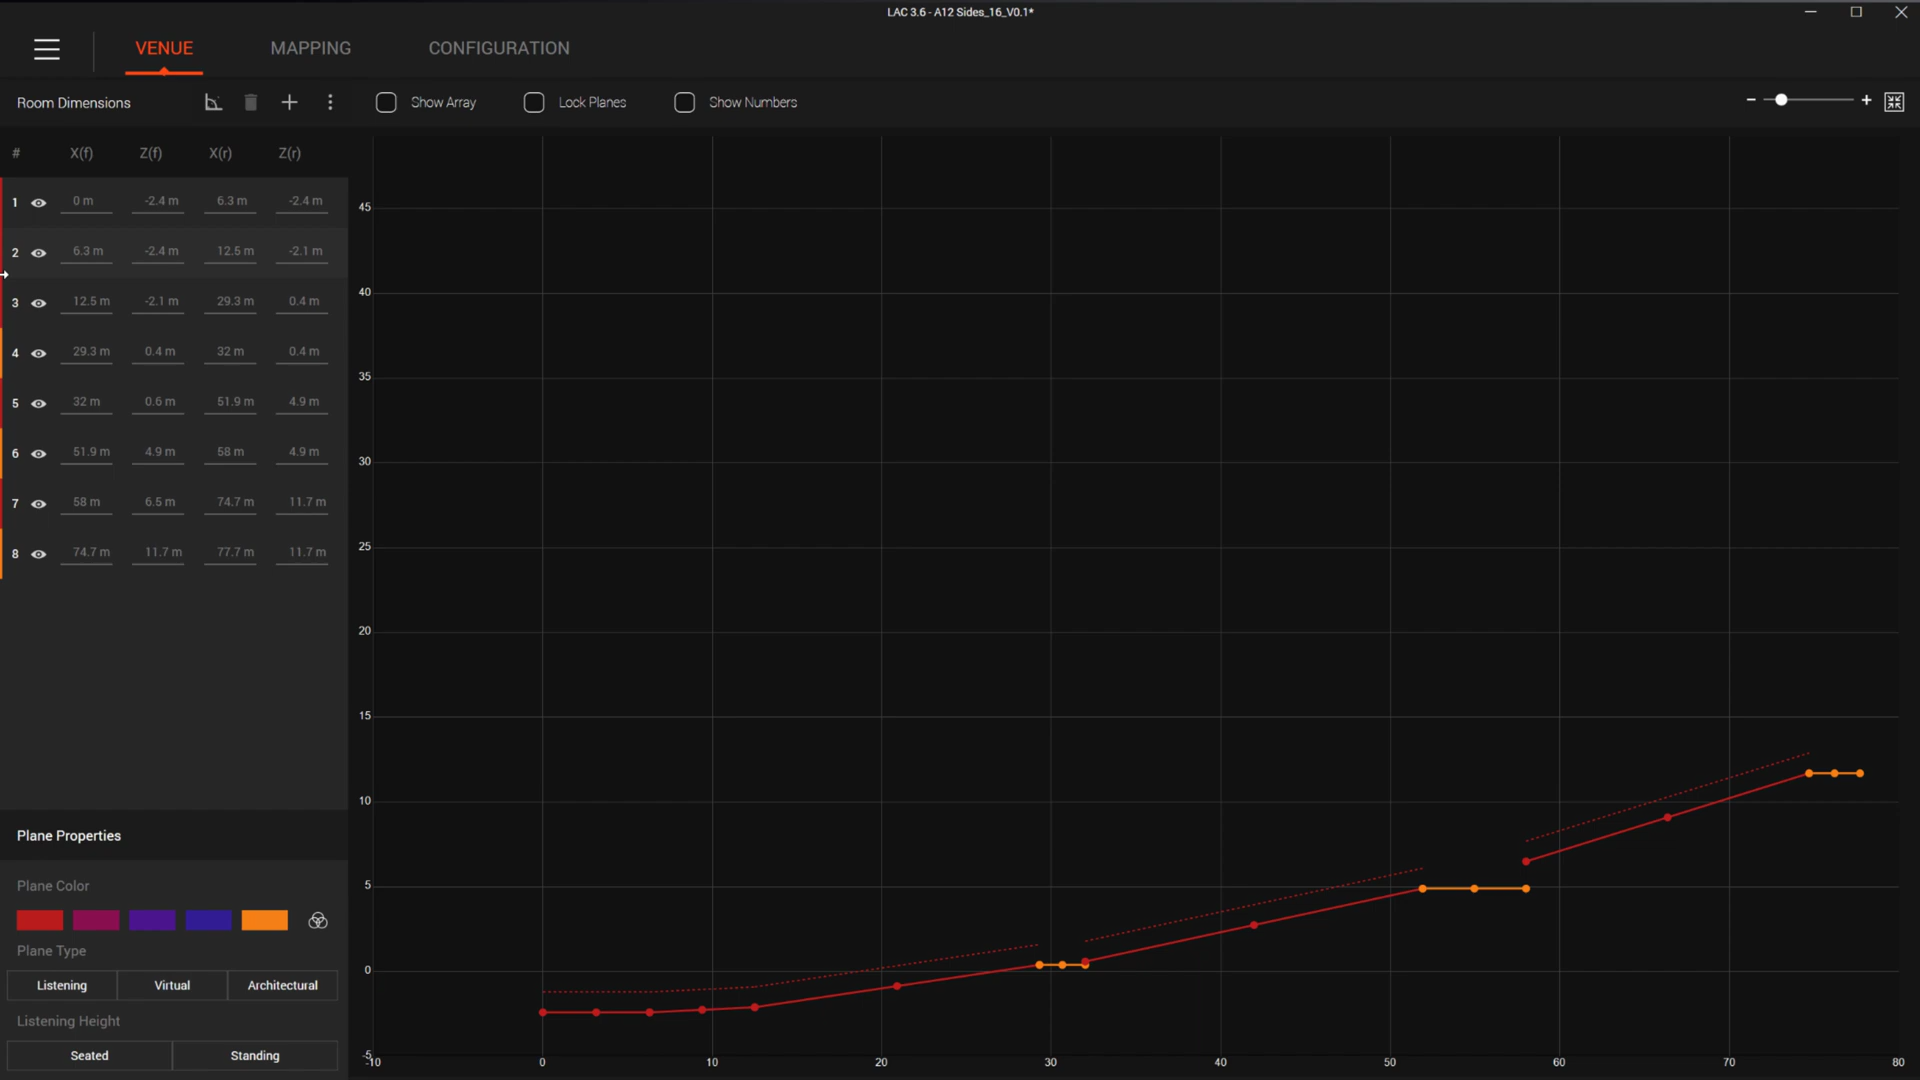 LAC 3.6 - A12 Sides_16_V0.1*
VENUE MAPPING CONFIGURATION
Room Dimensions Show Array Lock Planes Show Numbers
# X(f) Z(f) X(r) Z(r)
1 0 m -2.4 m 6.3 m -2.4 m
2 6.3 m -2.4 m 12.5 m -2.1 m
3 12.5 m -2.1 m 29.3 m 0.4 m
4 29.3 m 0.4 m 32 m 0.4 m
5 32 m 0.6 m 51.9 m 4.9 m
6 51.9 m 4.9 m 58 m 4.9 m
7 58 m 6.5 m 74.7 m 11.7 m
8 74.7 m 11.7 m 77.7 m 11.7 m
Plane Properties
Plane Color
Plane Type
Listening Virtual Architectural
Listening Height
Seated Standing
45
40
35
30
25
20
15
10
5
0
-5
-10 0 10 20 30 40 50 60 70 80